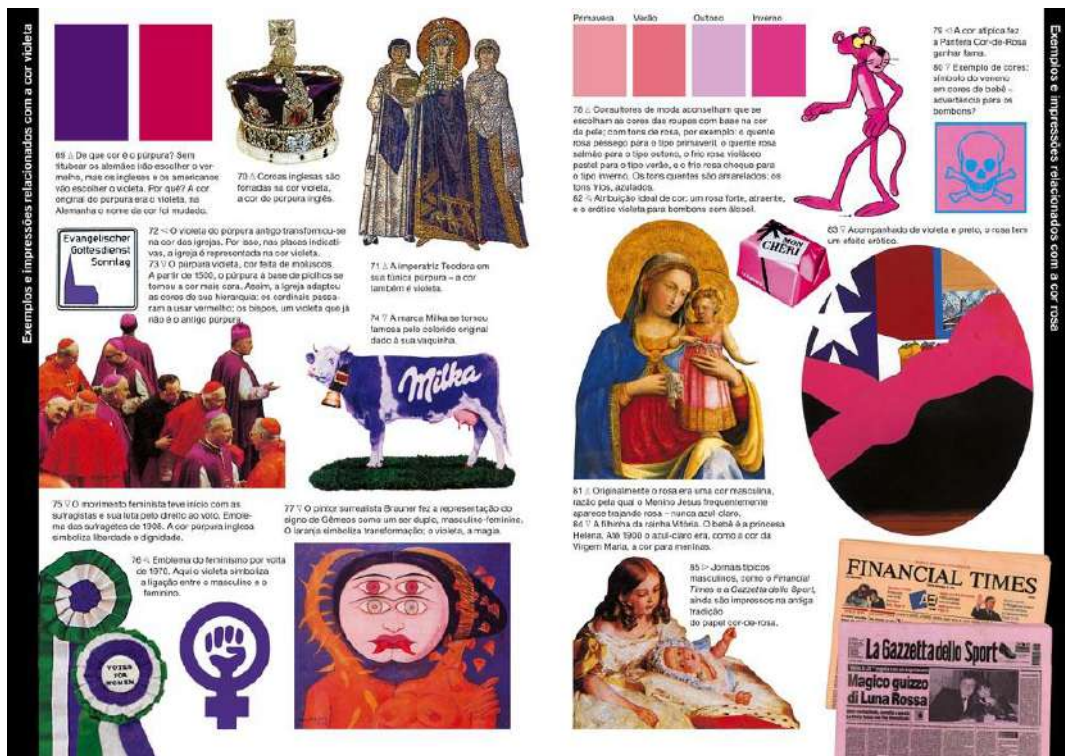 Exemplos e impressões relacionados com a cor violeta
69 △ De que cor é o púrpura? Sem
titubear os alemães irão escolher o ver-
melho, mas os ingleses e os americanos
vão escolher o violeta. Por quê? A cor
original do púrpura era o violeta, na
Alemanha o nome da cor foi mudado.
70 △ Coroas inglesas são
forradas na cor violeta,
a cor do púrpura inglês.
Evangelischer
Gottesdienst
Sonntag
72 ◁ O violeta do púrpura antigo transformou-se
na cor das igrejas. Por isso, nas placas indicati-
vas, a igreja é representada na cor violeta.
73 ▽ O púrpura violeta, cor feita de moluscos.
A partir de 1500, o púrpura à base de piolhos se
tornou a cor mais cara. Assim, a Igreja adaptou
as cores do sua hierarquia: os cardinais passa-
ram a usar vermelho; os bispos, um violeta que já
não é o antigo púrpura.
71 △ A imperatriz Teodora em
sua túnica púrpura – a cor
também é violeta.
74 ▽ A marca Milka se tornou
famosa pelo colorido original
dado à sua vaquinha.
Milka
75 ▽ O movimento feminista teve início com as
sufragistas e sua luta pelo direito ao voto. Emble-
ma das sufragetes de 1908. A cor púrpura inglesa
simboliza liberdade e dignidade.
76 ◁ Emblema do feminismo por volta
de 1970. Aqui o violeta simboliza
a ligação entre o masculino e o
feminino.
VOTES
FOR
WOMEN
77 ▽ O pintor surrealista Brauner fez a representação do
signo de Gêmeos como um ser duplo, masculino-feminino.
O laranja simboliza transformação; o violeta, a magia.
Primavera Verão Outono Inverno
78 △ Consultores de moda aconselham que se
escolham as cores das roupas com base na cor
da pele; com tons de rosa, por exemplo: o quente
rosa pêssego para o tipo primaveril, o quente rosa
salmão para o tipo outono, o frio rosa violáceo
pastel para o tipo verão, e o frio rosa choque para
o tipo inverno. Os tons quentes são amarelados; os
tons frios, azulados.
82 ◁ Atribuição ideal de cor: um rosa forte, atraente,
e o erótico violeta para bombons sem álcool.
79 ◁ A cor atípica fez
a Pantera Cor-de-Rosa
ganhar fama.
80 ▽ Exemplo de cores:
símbolo do veneno
em cores de bebê –
advertência para os
bombons?
MON
CHÉRI
83 ▽ Acompanhado de violeta e preto, o rosa tem
um efeito erótico.
81 △ Originalmente o rosa era uma cor masculina,
razão pela qual o Menino Jesus frequentemente
aparece trajando rosa – nunca azul-claro.
84 ▽ A filhinha da rainha Vitória. O bebê é a princesa
Helena. Até 1900 o azul-claro era, como a cor da
Virgem Maria, a cor para meninas.
85 ▷ Jornais típicos
masculinos, como o Financial
Times e a Gazzetta dello Sport,
ainda são impressos na antiga
tradição
do papel cor-de-rosa.
FINANCIAL TIMES
La Gazzetta dello Sport
Magico guizzo
di Luna Rossa
Exemplos e impressões relacionados com a cor rosa